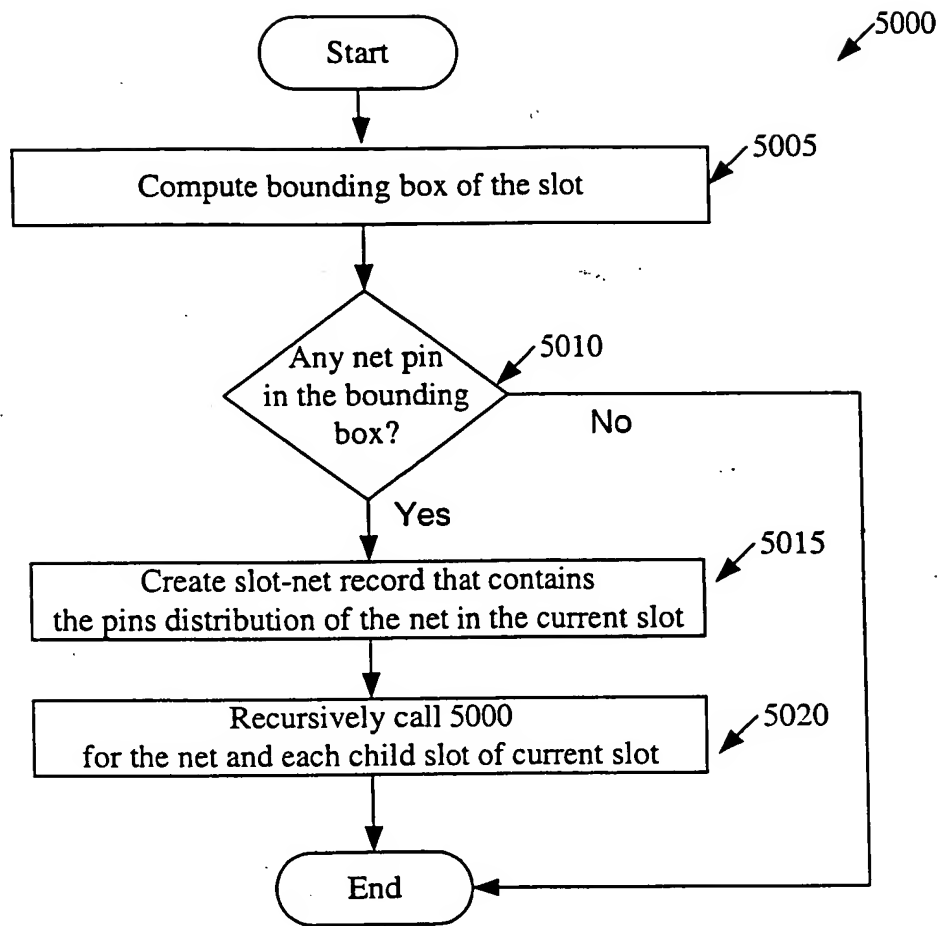 5000
Start
5005
Compute bounding box of the slot
5010
Any net pin
in the bounding
box?
No
Yes
5015
Create slot-net record that contains
the pins distribution of the net in the current slot
5020
Recursively call 5000
for the net and each child slot of current slot
End